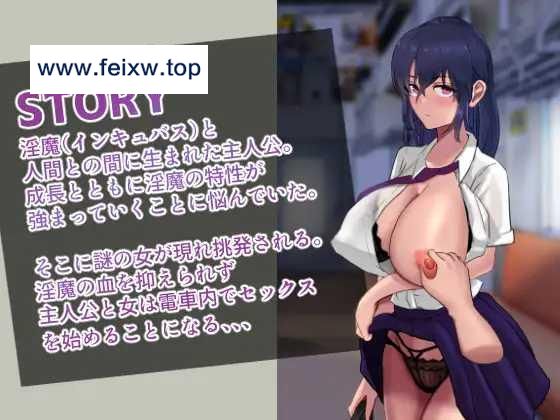 www.feixw.top
STORY
淫魔(インキュバス)と
人間との間に生まれた主人公。
成長とともに淫魔の特性が
強まっていくことに悩んでいた。
そこに謎の女が現れ挑発される。
淫魔の血を抑えられず
主人公と女は電車内でセックス
を始めることになる、、、